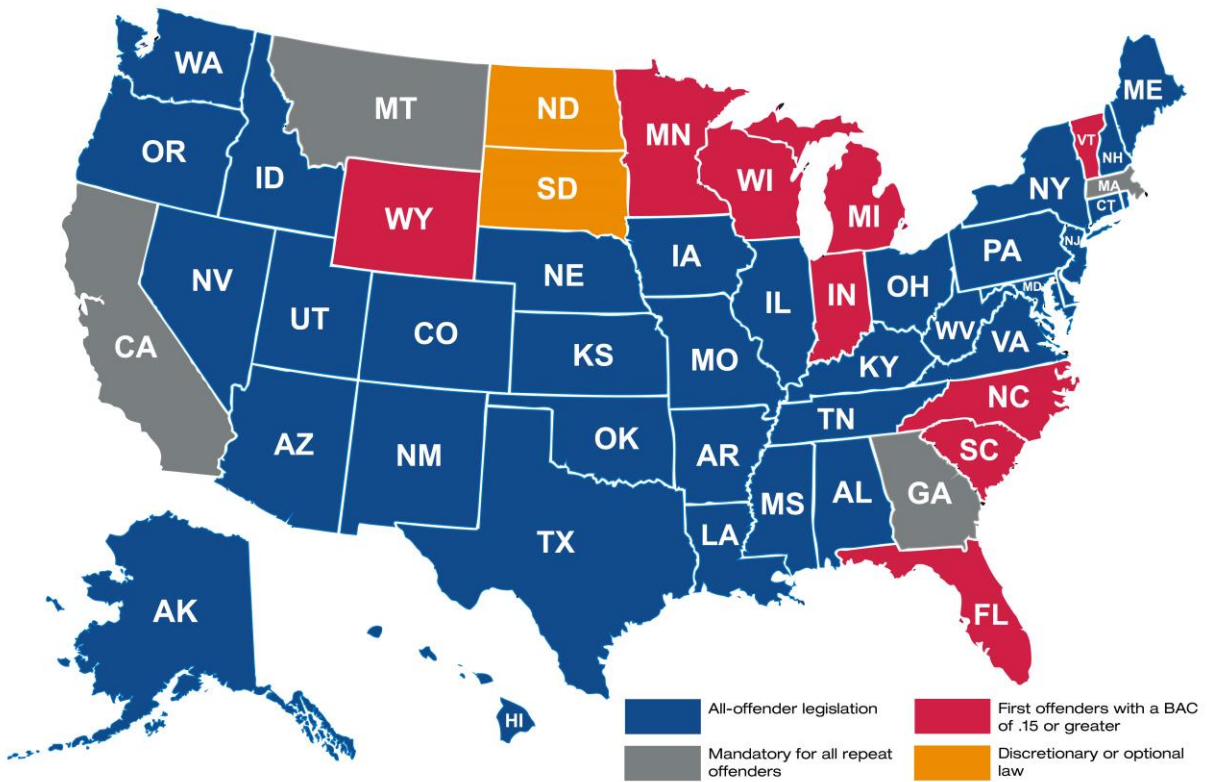 WA
MT
ND
MN
ME
OR
ID
SD
WI
MI
VT
NH
NY
MA
CT
WY
IA
PA
NJ
NV
NE
IL
IN
OH
MD
UT
CO
WV
VA
CA
KS
MO
KY
NC
AZ
NM
OK
AR
TN
SC
TX
LA
MS
AL
GA
AK
FL
HI
All-offender legislation
First offenders with a BAC
of .15 or greater
Mandatory for all repeat
offenders
Discretionary or optional
law